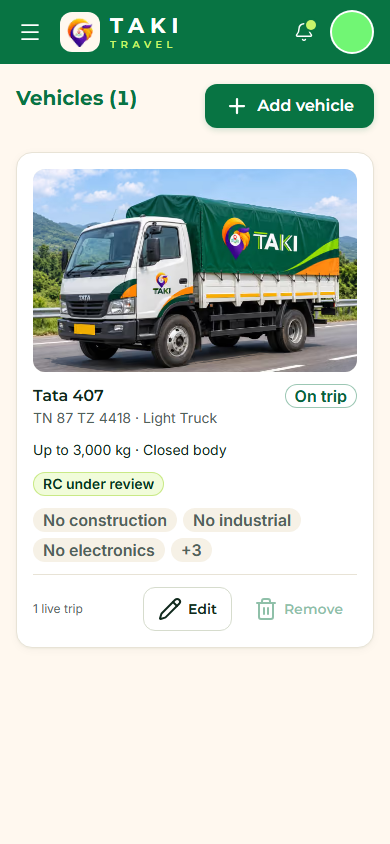 TAKI
TRAVEL
Vehicles (1)
Add vehicle
TAKI
TATA
TAKI
Tata 407
On trip
TN 87 TZ 4418 · Light Truck
Up to 3,000 kg · Closed body
RC under review
No construction
No industrial
No electronics
+3
1 live trip
Edit
Remove